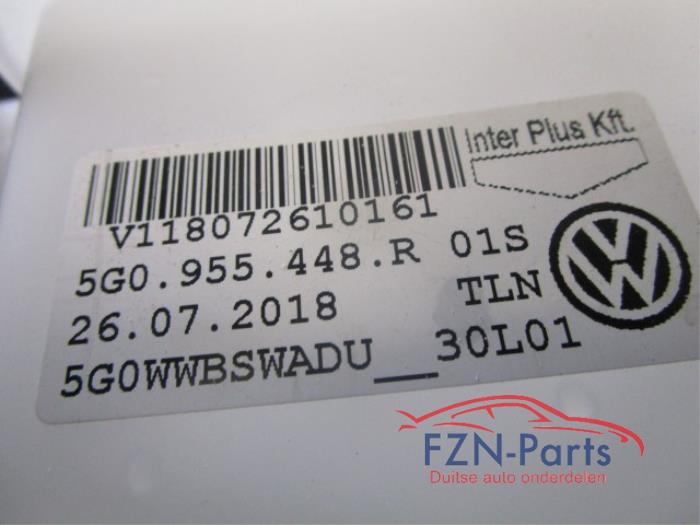 Inter Plus Kft.
V118072610161
5G0.955.448.R 01S
26.07.2018 TLN
5G0WWBSWADU__30L01
FZN-Parts
Duitse auto onderdelen